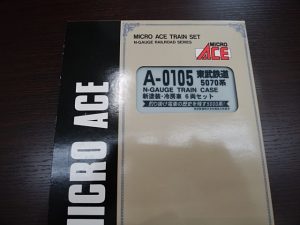 MICRO ACE TRAIN SET
N-GAUGE RAILROAD SERIES
MICRO
ACE
A-0105 東武鉄道
5070系
N-GAUGE TRAIN CASE
新塗装・冷房車 6両セット
MICRO ACE